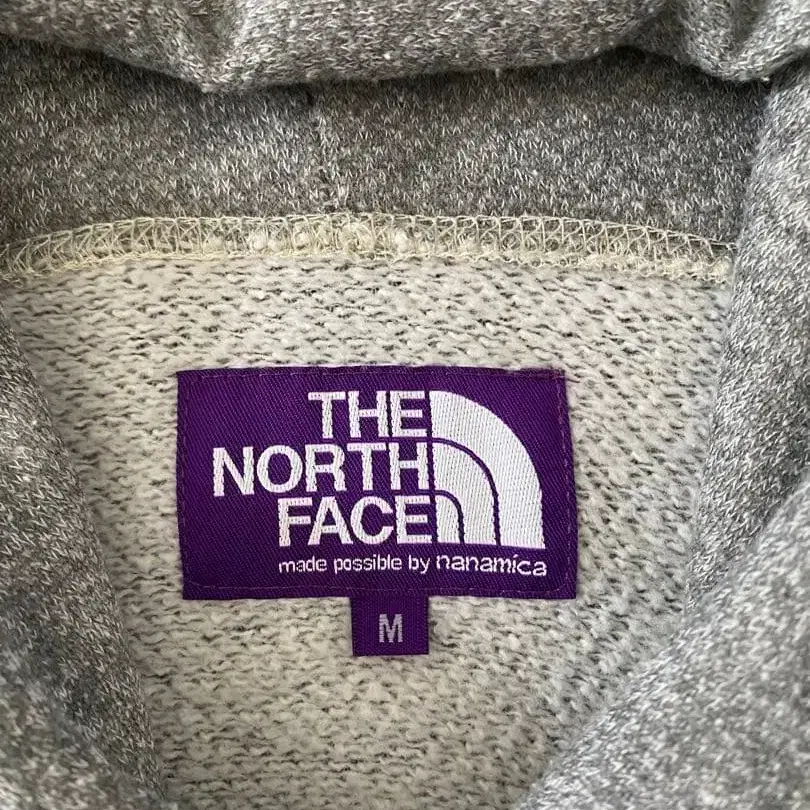 THE
NORTH
FACE
made possible by nanamica
M